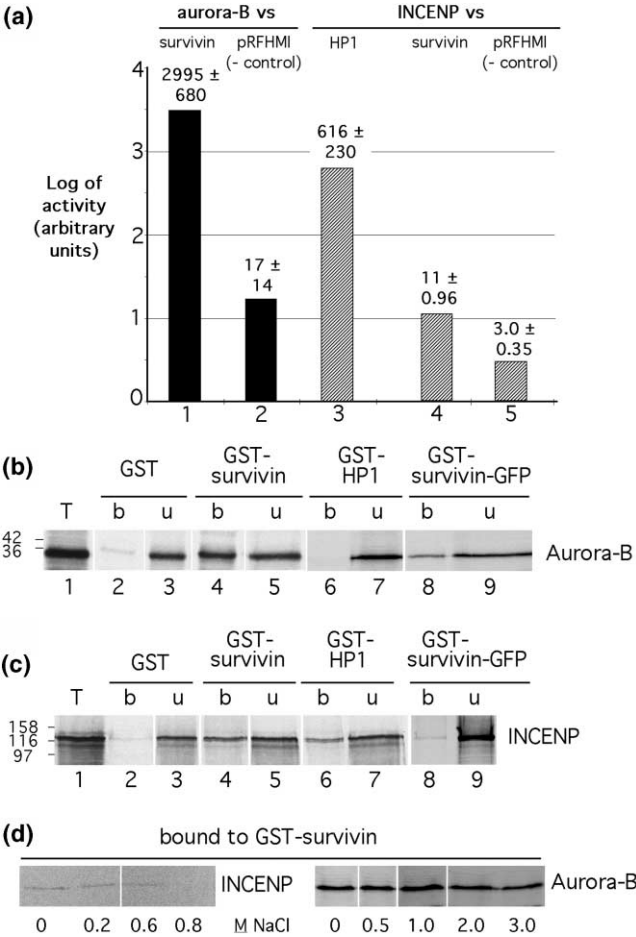 (a)
aurora-B vs INCENP vs
survivin pRFHMI (- control) HP1 survivin pRFHMI (- control)
Log of activity (arbitrary units)
4
3
2
1
0
2995 ± 680
17 ± 14
616 ± 230
11 ± 0.96
3.0 ± 0.35
1 2 3 4 5
(b)
GST GST-survivin GST-HP1 GST-survivin-GFP
T b u b u b u b u
42
36
Aurora-B
1 2 3 4 5 6 7 8 9
(c)
GST GST-survivin GST-HP1 GST-survivin-GFP
T b u b u b u b u
158
116
97
INCENP
1 2 3 4 5 6 7 8 9
(d)
bound to GST-survivin
INCENP Aurora-B
0 0.2 0.6 0.8 M NaCl 0 0.5 1.0 2.0 3.0